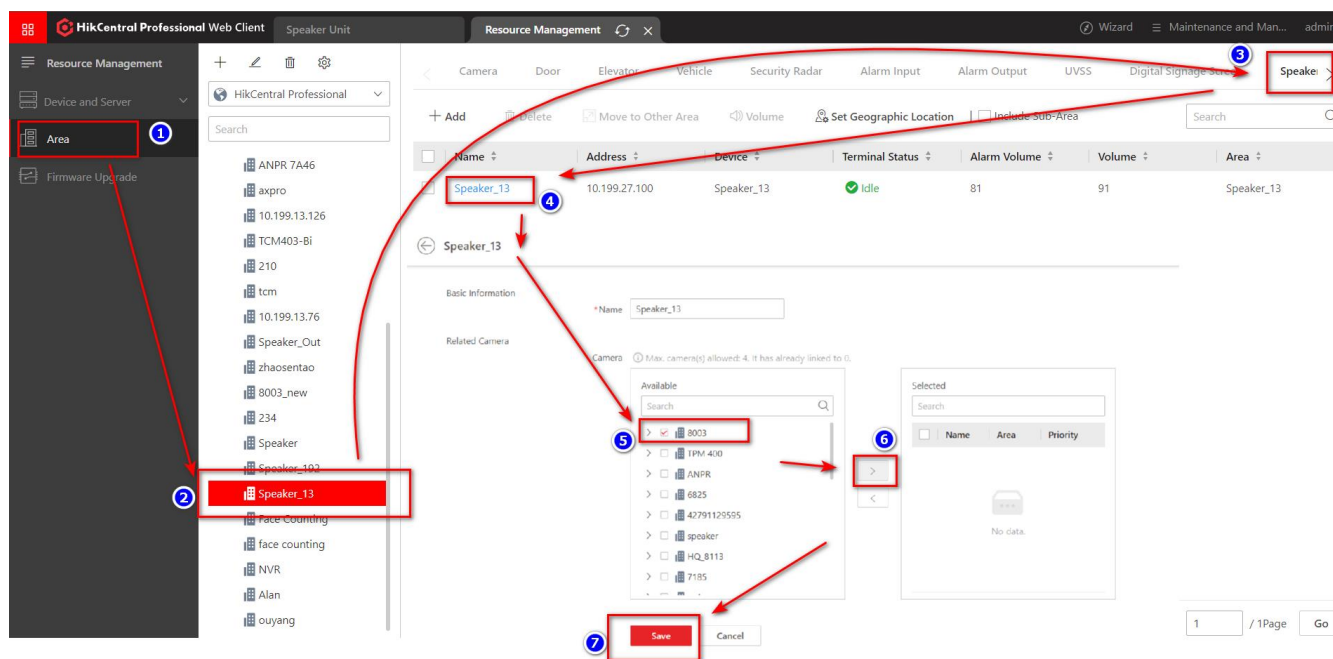 HikCentral Professional Web Client
Speaker Unit
Resource Management
Wizard
Maintenance and Man...
admin
Resource Management
Device and Server
1
Area
Firmware Upgrade
HikCentral Professional
Search
ANPR 7A46
axpro
10.199.13.126
TCM403-Bi
210
tcm
10.199.13.76
Speaker_Out
zhaosentao
8003_new
234
Speaker
Speaker_192
2
Speaker_13
Face Counting
face counting
NVR
Alan
ouyang
Camera Door Elevator Vehicle Security Radar Alarm Input Alarm Output UVSS Digital Signage Scre
3
Speake
Add Delete Move to Other Area Volume Set Geographic Location Include Sub-Area Search
Name Address Device Terminal Status Alarm Volume Volume Area
Speaker_13 10.199.27.100 Speaker_13 Idle 81 91 Speaker_13
4
Speaker_13
Basic Information
*Name Speaker_13
Related Camera
Camera Max. camera(s) allowed: 4. It has already linked to 0.
Available
Search
5
8003
TPM 400
ANPR
6825
42791129595
speaker
HQ_8113
7185
6
>
<
Selected
Search
Name Area Priority
No data.
7
Save Cancel
1 / 1Page Go